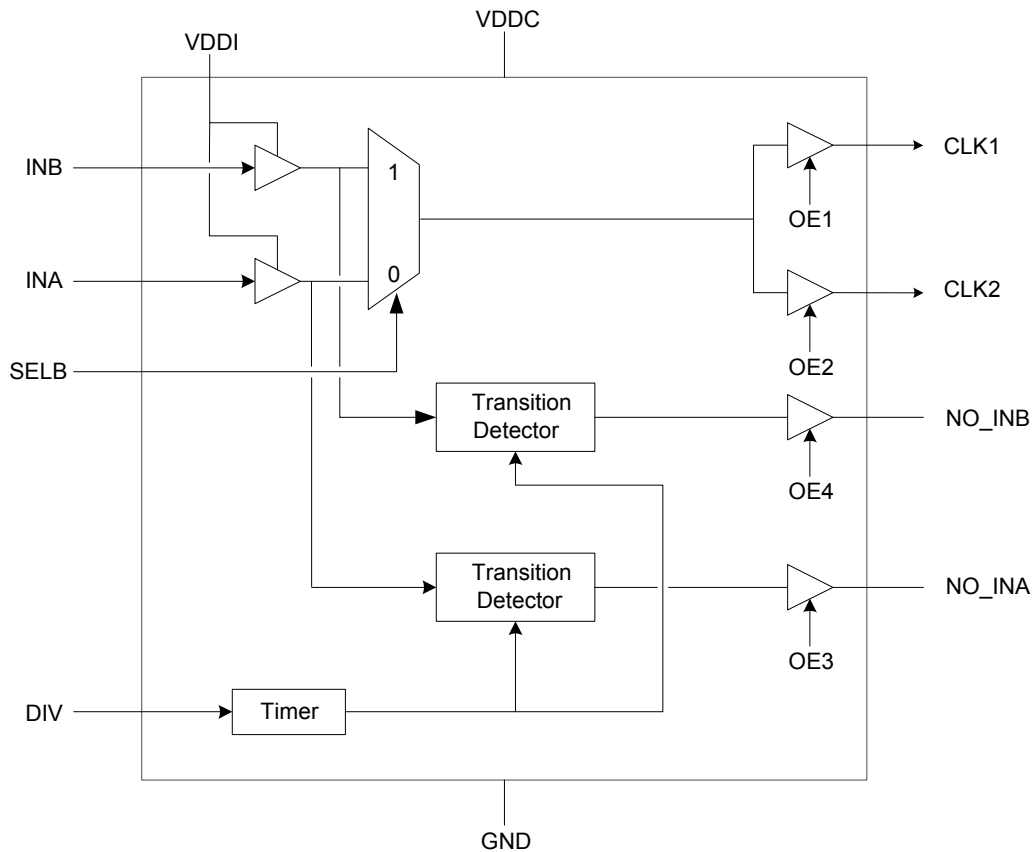 VDDC
VDDI
INB
1
CLK1
OE1
INA
0
CLK2
SELB
OE2
Transition
Detector
NO_INB
OE4
Transition
Detector
NO_INA
OE3
DIV
Timer
GND